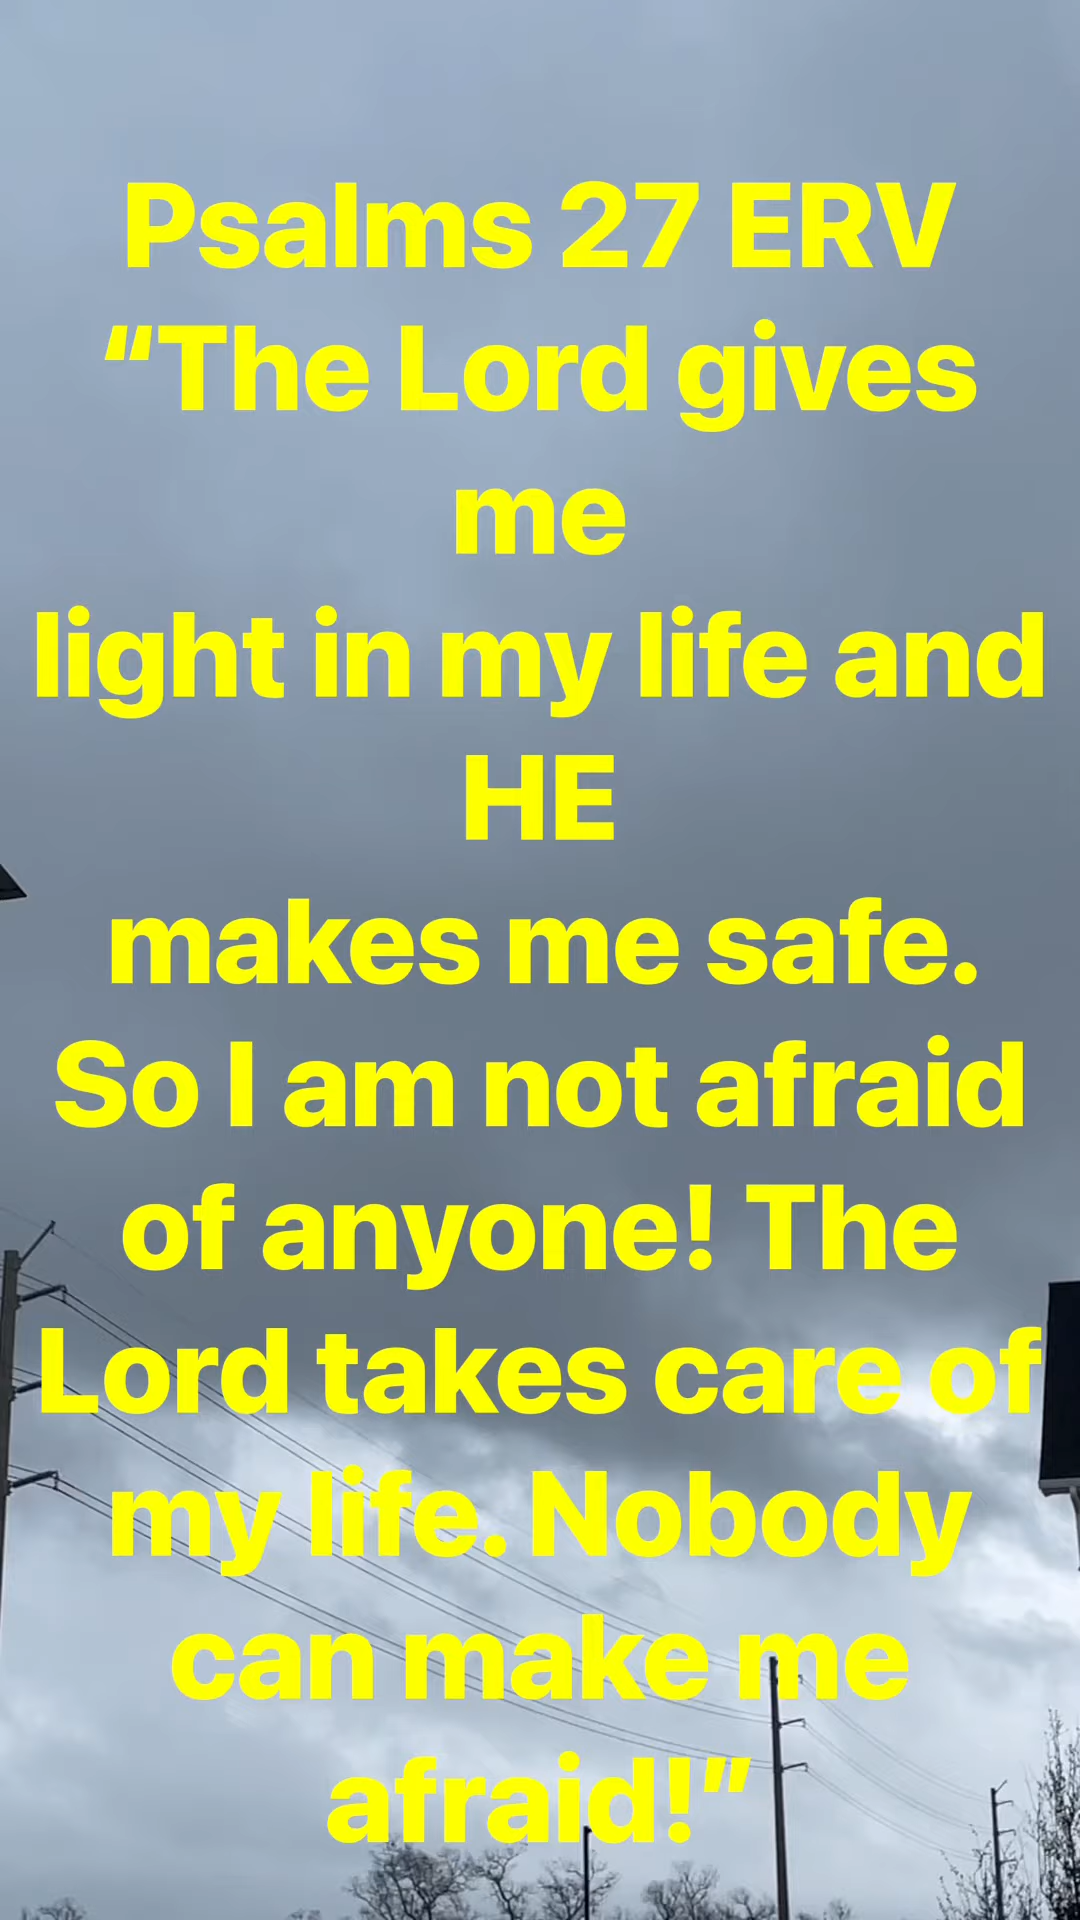 Psalms 27 ERV
“The Lord gives
me
light in my life and
HE
makes me safe.
So I am not afraid
of anyone! The
Lord takes care of
my life. Nobody
can make me
afraid!”